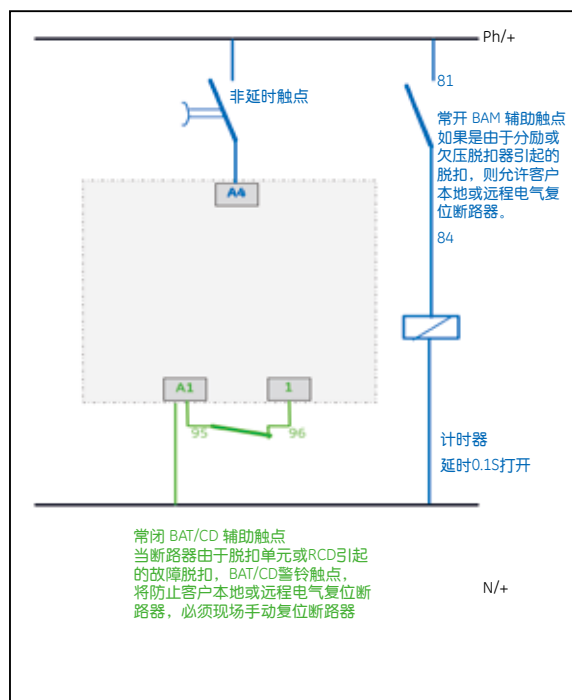 Ph/+
81
非延时触点
常开 BAM 辅助触点
如果是由于分励或
欠压脱扣器引起的
脱扣，则允许客户
本地或远程电气复
位断路器。
A4
84
A1
1
95
96
计时器
延时0.1S打开
常闭 BAT/CD 辅助触点
当断路器由于脱扣单元或RCD引起
的故障脱扣，BAT/CD警铃触点，
将防止客户本地或远程电气复位断
路器，必须现场手动复位断路器
N/+